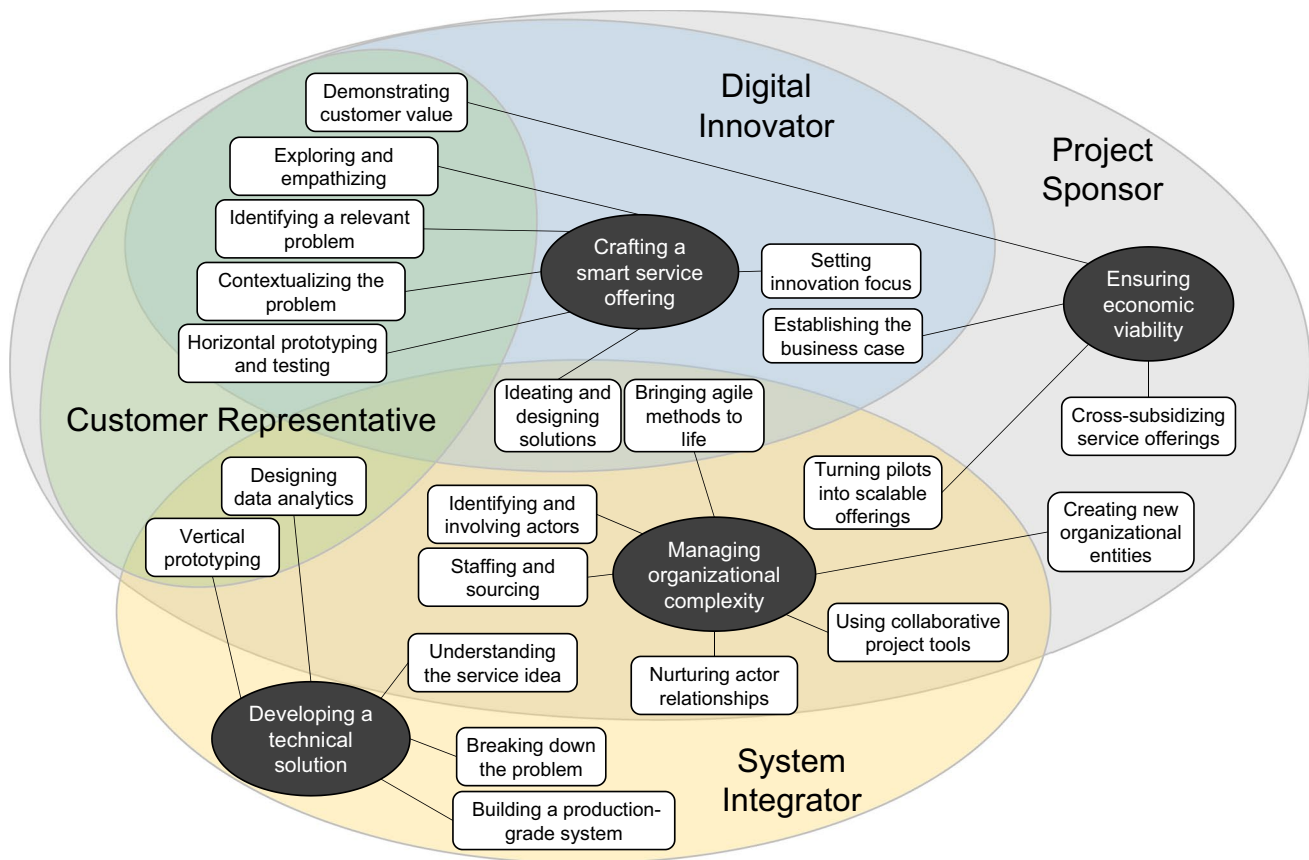 Demonstrating
customer value
Digital
Innovator
Exploring and
empathizing
Project
Sponsor
Identifying a relevant
problem
Crafting a
smart service
offering
Setting
innovation focus
Contextualizing the
problem
Ensuring
economic
viability
Establishing the
business case
Horizontal prototyping
and testing
Ideating and
designing
solutions
Bringing agile
methods to
life
Customer Representative
Cross-subsidizing
service offerings
Designing
data analytics
Turning pilots
into scalable
offerings
Identifying and
involving actors
Creating new
organizational
entities
Vertical
prototyping
Managing
organizational
complexity
Staffing and
sourcing
Using collaborative
project tools
Understanding
the service idea
Nurturing actor
relationships
Developing a
technical
solution
Breaking down
the problem
System
Integrator
Building a production-
grade system